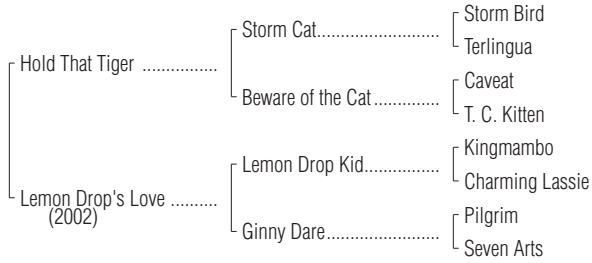 Storm Bird
Storm Cat........................
Terlingua
Hold That Tiger ...............
Caveat
Beware of the Cat .............
T. C. Kitten
Kingmambo
Lemon Drop Kid...............
Charming Lassie
Lemon Drop's Love ..........
(2002)
Pilgrim
Ginny Dare......................
Seven Arts